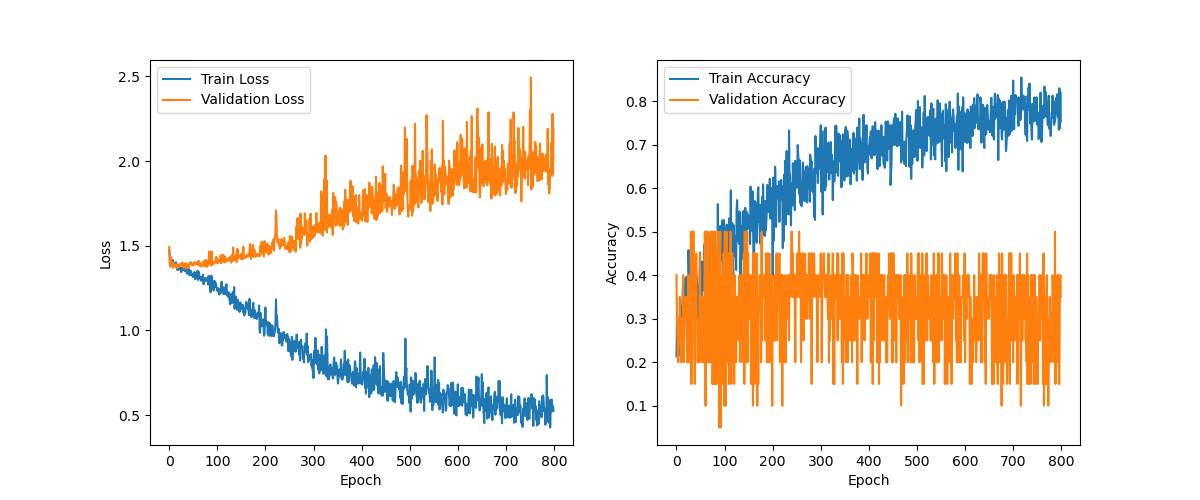 Train Loss
Validation Loss
2.5
2.0
1.5
1.0
0.5
Loss
0 100 200 300 400 500 600 700 800
Epoch
Train Accuracy
Validation Accuracy
0.8
0.7
0.6
0.5
0.4
0.3
0.2
0.1
Accuracy
0 100 200 300 400 500 600 700 800
Epoch